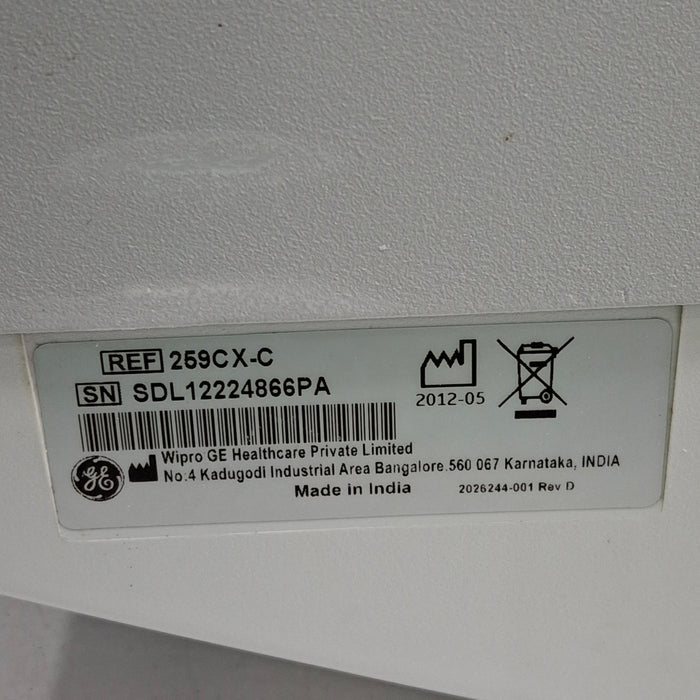 REF 259CX-C
SN SDL12224866PA
2012-05
GE
Wipro GE Healthcare Private Limited
No:4 Kadugodi Industrial Area Bangalore.560 067 Karnataka, INDIA
Made in India
2026244-001 Rev D